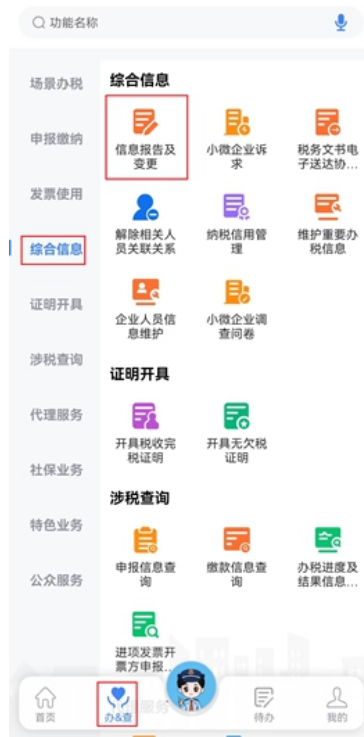 功能名称
场景办税
申报缴纳
发票使用
综合信息
证明开具
涉税查询
代理服务
社保业务
特色业务
公众服务
综合信息
信息报告及
变更
小微企业诉
求
税务文书电
子送达协...
解除相关人
员关联关系
纳税信用管
理
维护重要办
税信息
企业人员信
息维护
小微企业调
查问卷
证明开具
开具税收完
税证明
开具无欠税
证明
涉税查询
申报信息查
询
缴款信息查
询
办税进度及
结果信息...
进项发票开
票方申报...
服务
首页
办&查
待办
我的